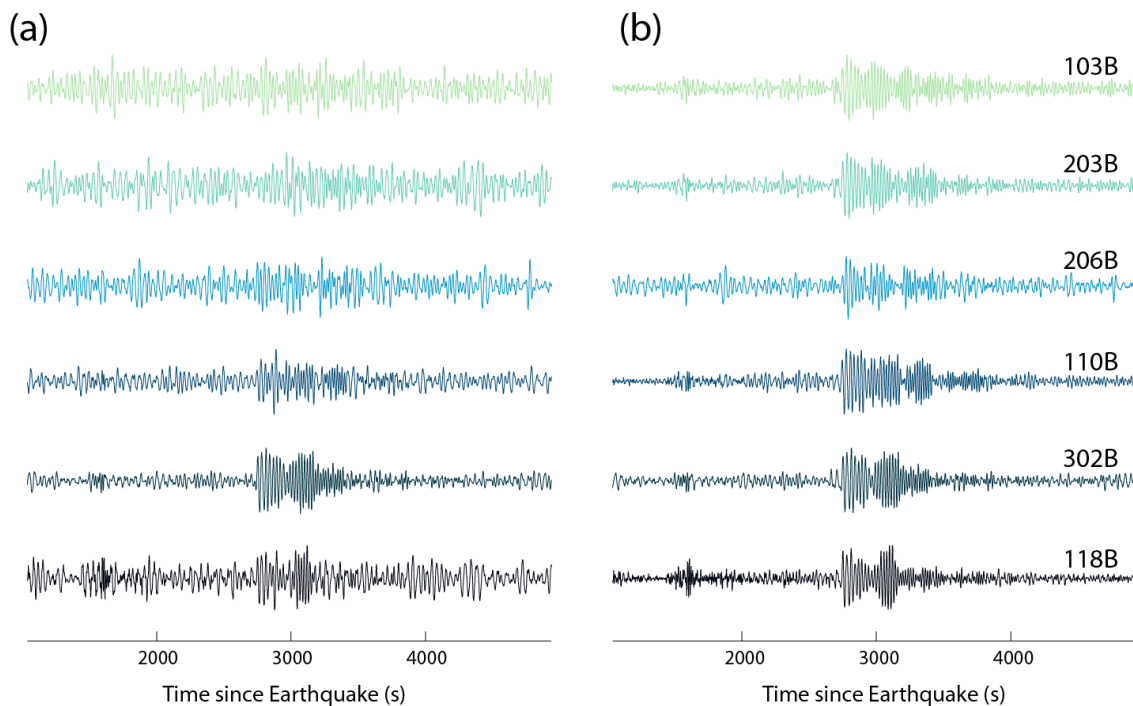 (a)
(b)
103B
203B
206B
110B
302B
118B
2000 3000 4000
2000 3000 4000
Time since Earthquake (s)
Time since Earthquake (s)